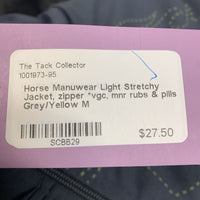 The Tack Collector
1001973-95
Horse Manuwear Light Stretchy
Jacket, zipper *vgc, mnr rubs & pills
Grey/Yellow M
SCBB29
$27.50